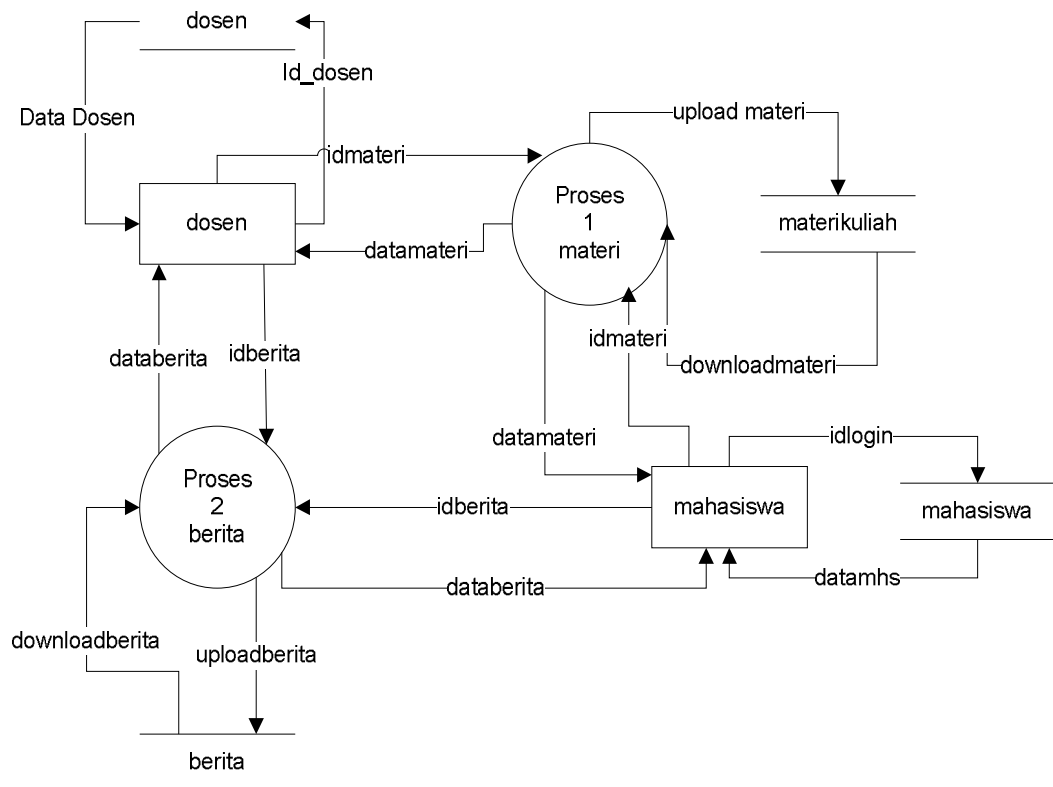 dosen
Id_dosen
Data Dosen
upload materi
idmateri
Proses
1
materi
dosen
materikuliah
datamateri
idmateri
databerita
idberita
downloadmateri
datamateri
idlogin
Proses
2
berita
idberita
mahasiswa
mahasiswa
datamhs
databerita
downloadberita
uploadberita
berita